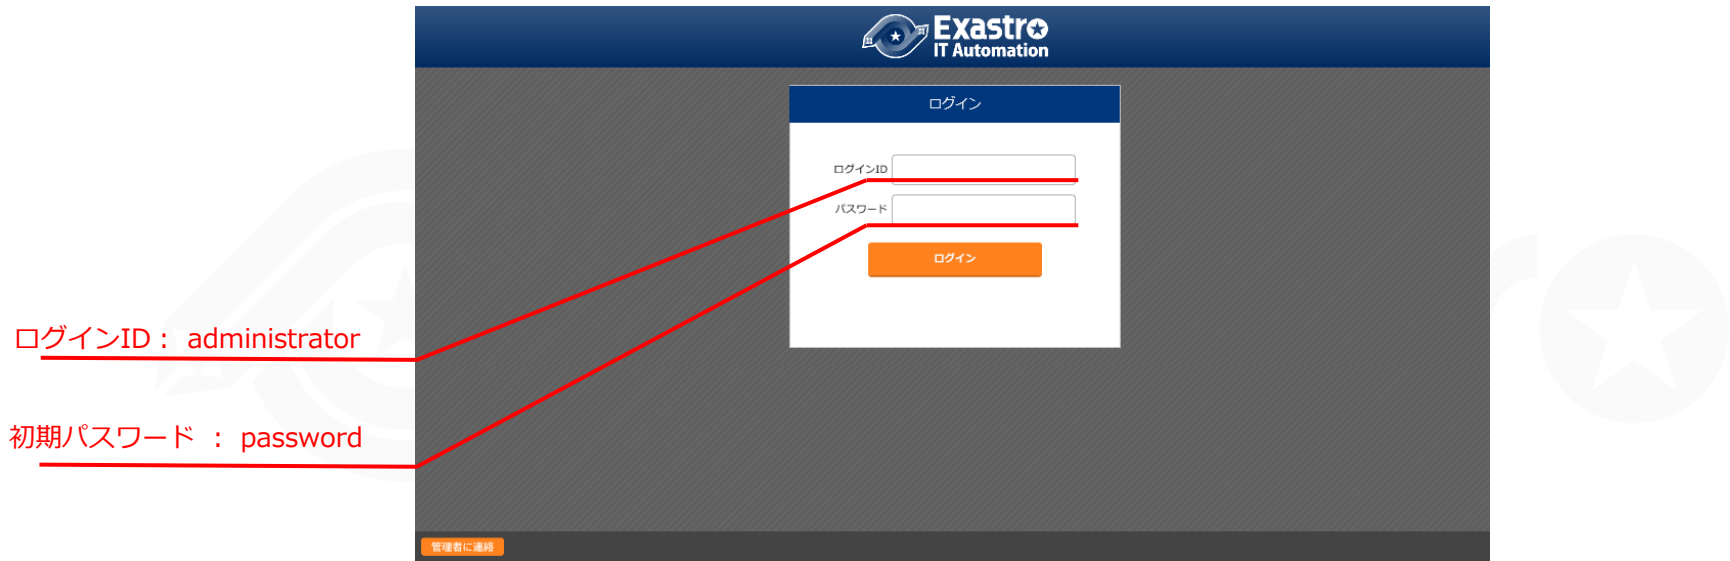 Exastro
IT Automation
ログイン
ログインID
パスワード
ログイン
ログインID： administrator
初期パスワード ： password
管理者に連絡